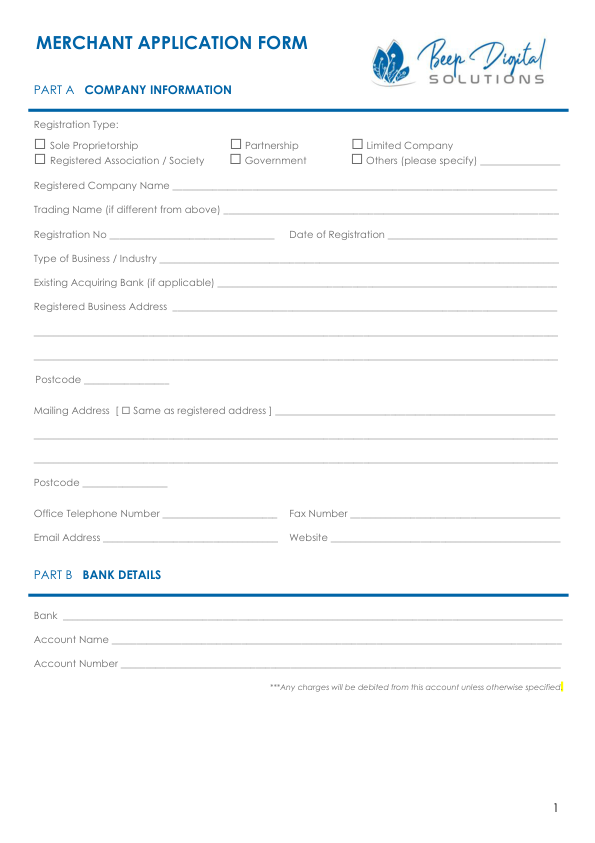 MERCHANT APPLICATION FORM
Beep Digital
SOLUTIONS
PART A COMPANY INFORMATION
Registration Type:
☐ Sole Proprietorship ☐ Partnership ☐ Limited Company
☐ Registered Association / Society ☐ Government ☐ Others (please specify) _______________
Registered Company Name _______________
Trading Name (if different from above) _______________
Registration No _______________ Date of Registration _______________
Type of Business / Industry _______________
Existing Acquiring Bank (if applicable) _______________
Registered Business Address _______________
Postcode _______________
Mailing Address [ ☐ Same as registered address ] _______________
Postcode _______________
Office Telephone Number _______________ Fax Number _______________
Email Address _______________ Website _______________
PART B BANK DETAILS
Bank _______________
Account Name _______________
Account Number _______________
***Any charges will be debited from this account unless otherwise specified.
1